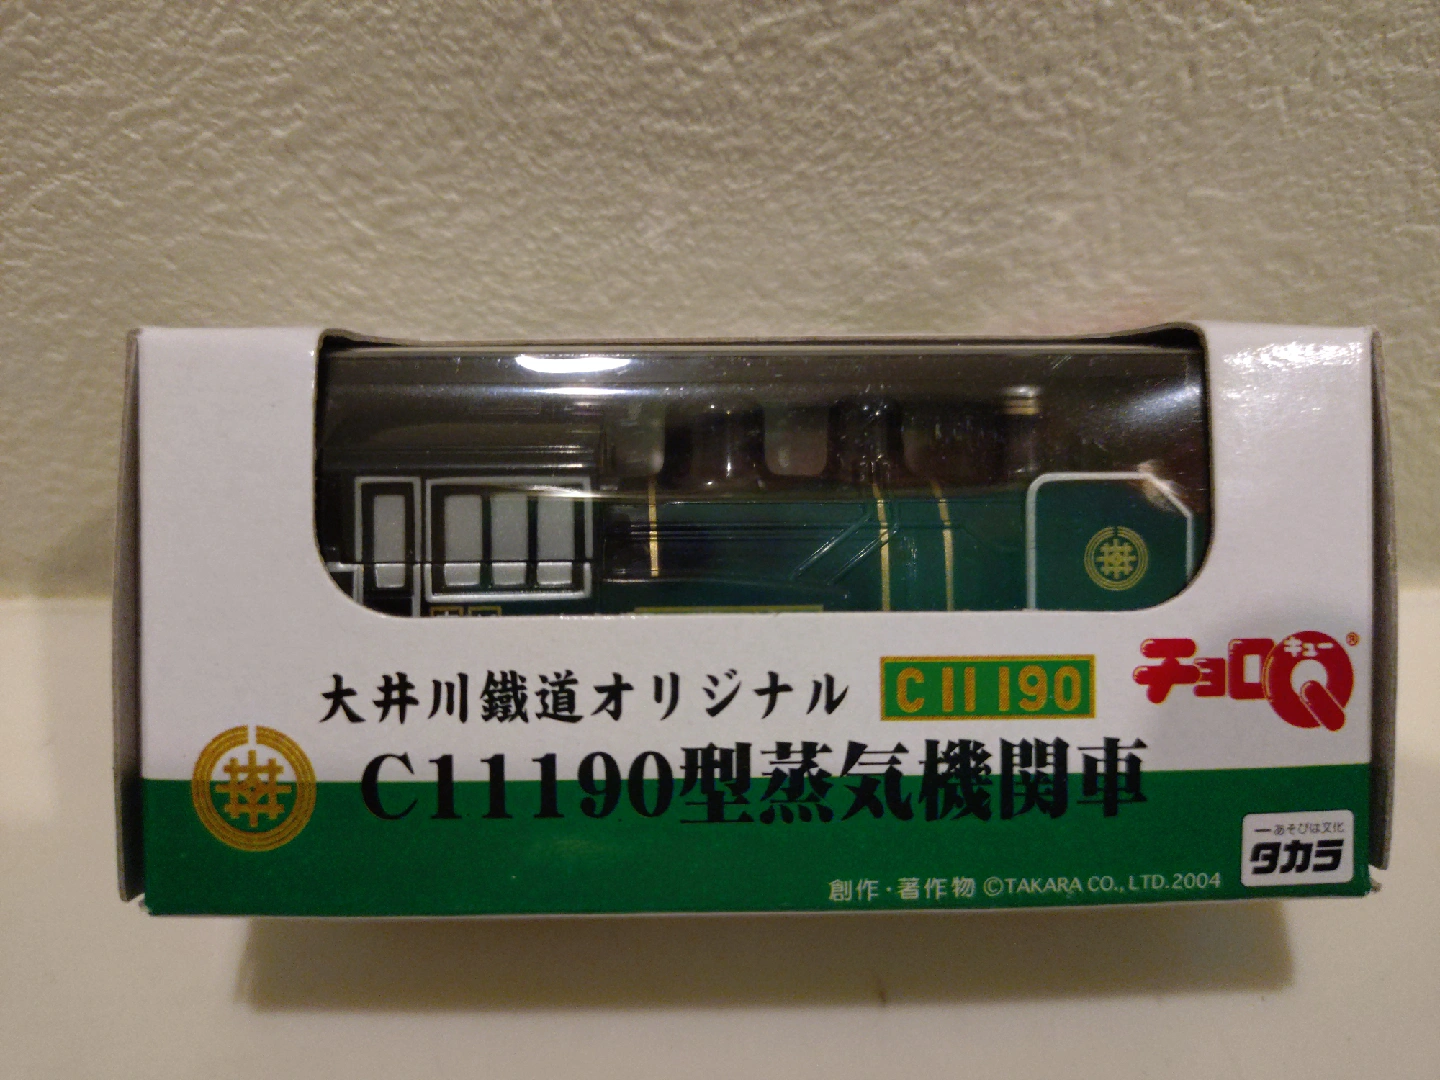 大井川鐵道オリジナル
C11 190
チョロQ
キュー
®
C11190型蒸気機関車
ーあそびは文化
タカラ
創作・著作物 ©TAKARA CO., LTD.2004